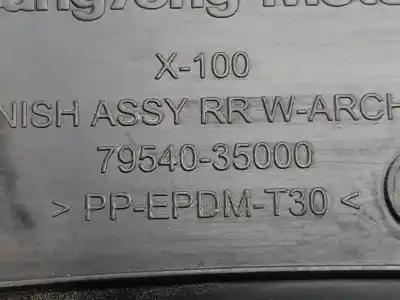 X-100
NISH ASSY RR W-ARCH
79540-35000
> PP-EPDM-T30 <